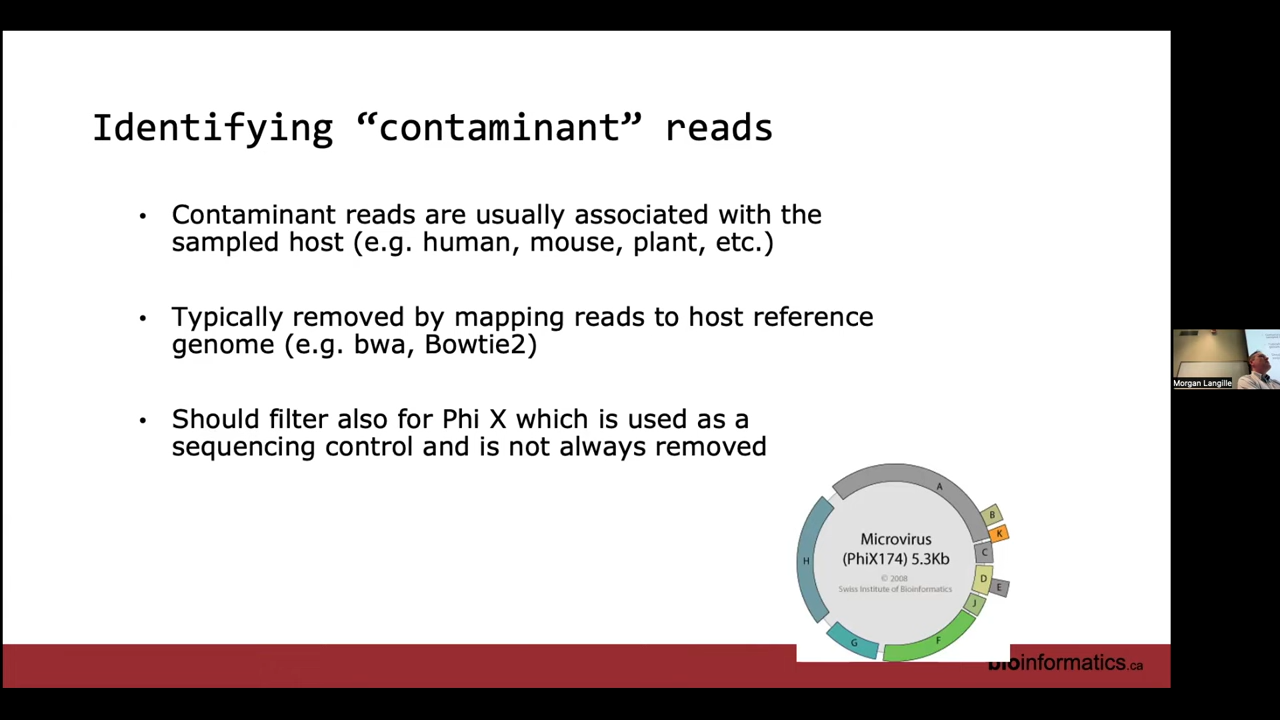 Identifying “contaminant” reads
• Contaminant reads are usually associated with the
sampled host (e.g. human, mouse, plant, etc.)
• Typically removed by mapping reads to host reference
genome (e.g. bwa, Bowtie2)
• Should filter also for Phi X which is used as a
sequencing control and is not always removed
A
B
K
C
D
E
J
F
G
H
Microvirus
(PhiX174) 5.3Kb
© 2008
Swiss Institute of Bioinformatics
bioinformatics.ca
Morgan Langille